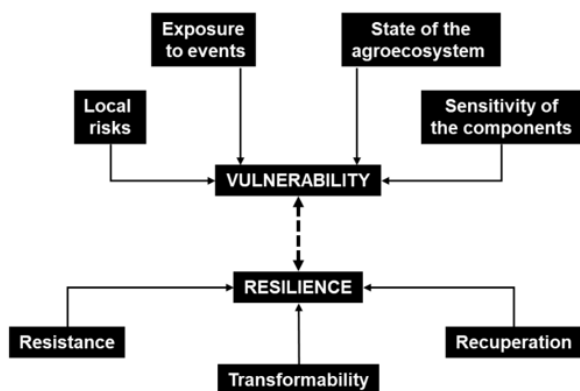 Exposure
to events
State of the
agroecosystem
Local
risks
Sensitivity of
the components
VULNERABILITY
RESILIENCE
Resistance
Recuperation
Transformability